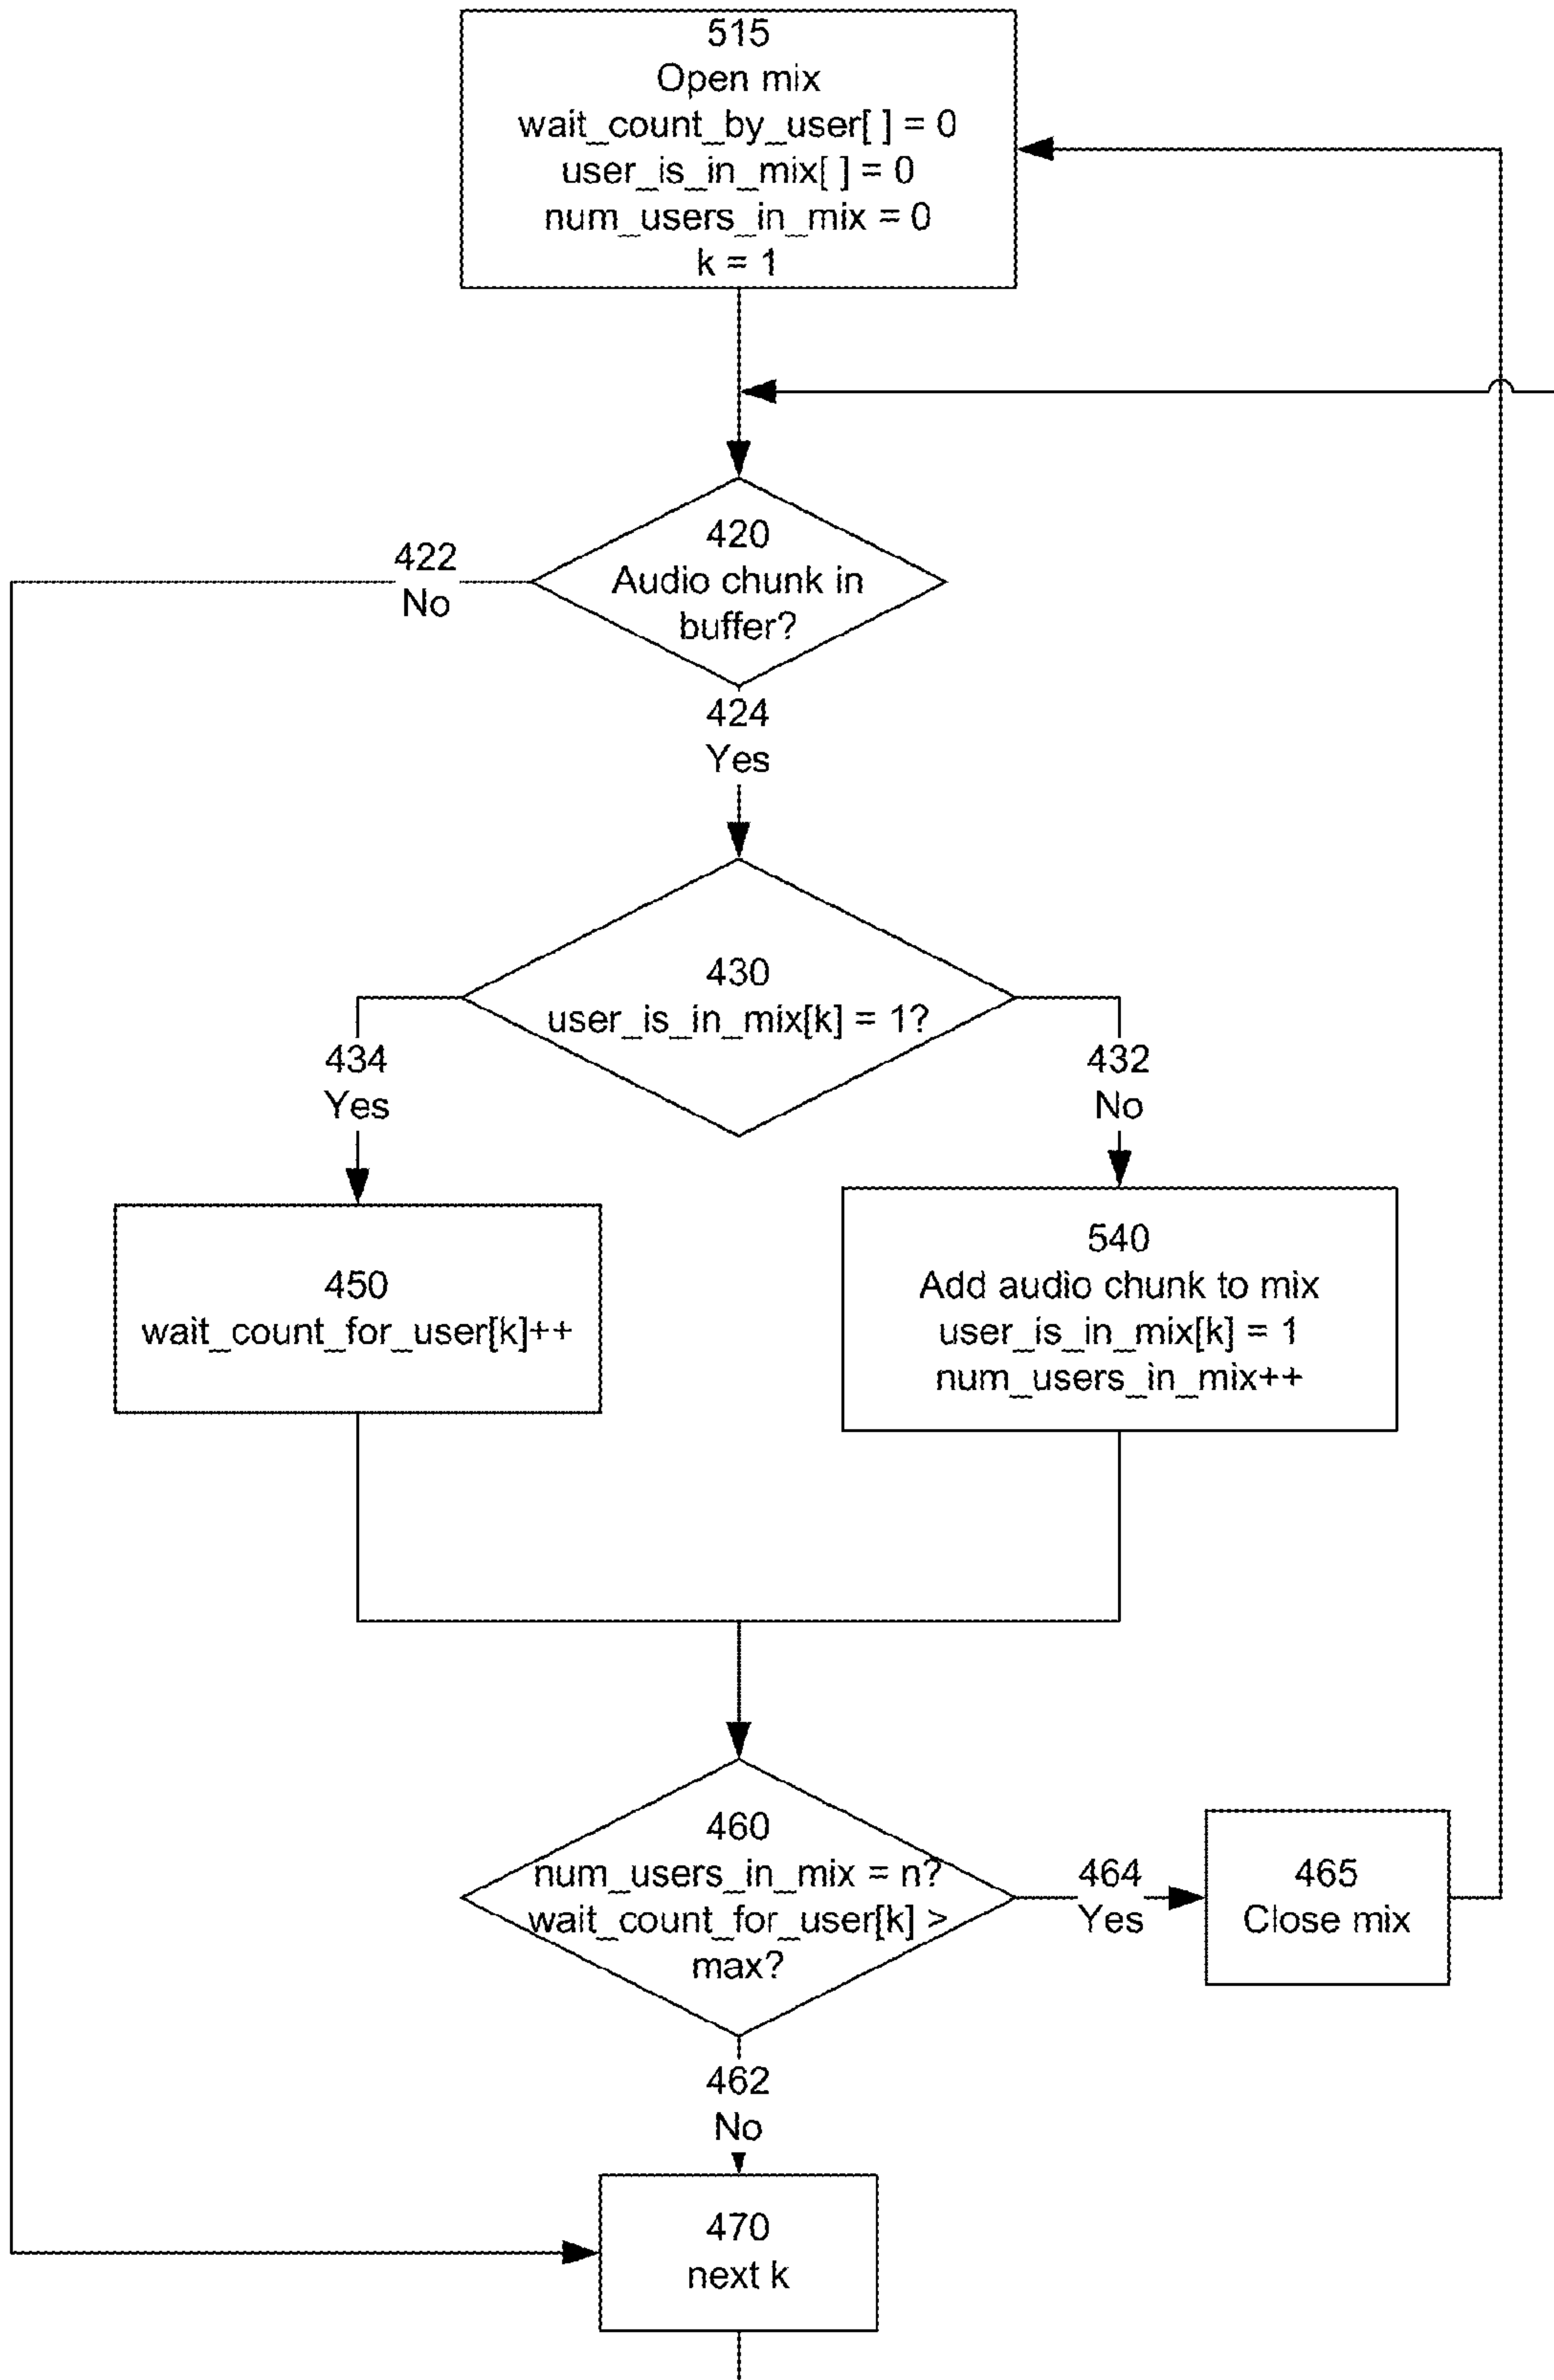 515
Open mix
wait_count_by_user[ ] = 0
user_is_in_mix[ ] = 0
num_users_in_mix = 0
k = 1
420
Audio chunk in
buffer?
422
No
424
Yes
430
user_is_in_mix[k] = 1?
434
Yes
432
No
450
wait_count_for_user[k]++
540
Add audio chunk to mix
user_is_in_mix[k] = 1
num_users_in_mix++
460
num_users_in_mix = n?
wait_count_for_user[k] >
max?
464
Yes
465
Close mix
462
No
470
next k